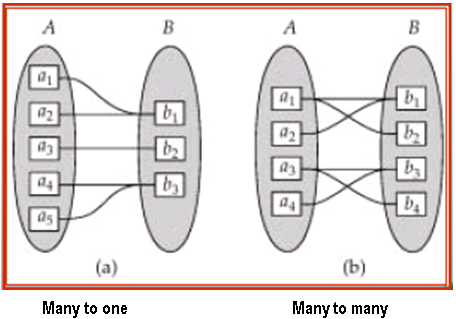 A B A B
a1
a2
a3
a4
a5
b1
b2
b3
a1
a2
a3
a4
b1
b2
b3
b4
(a) (b)
Many to one Many to many